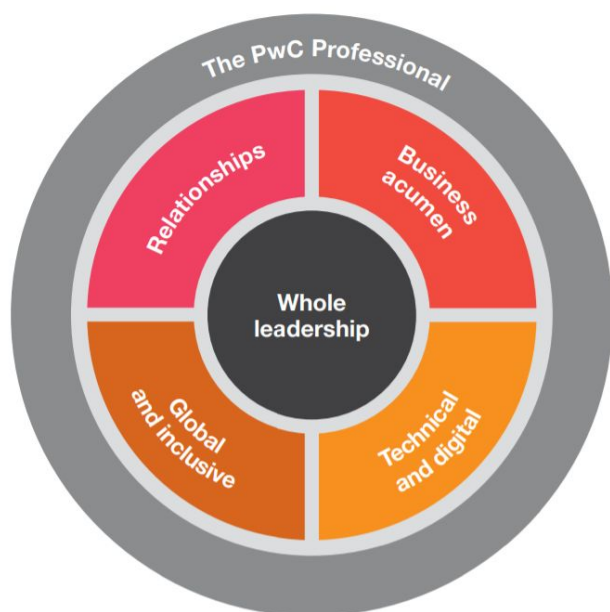 The PwC Professional
Relationships
Business
acumen
Whole
leadership
Global
and inclusive
Technical
and digital